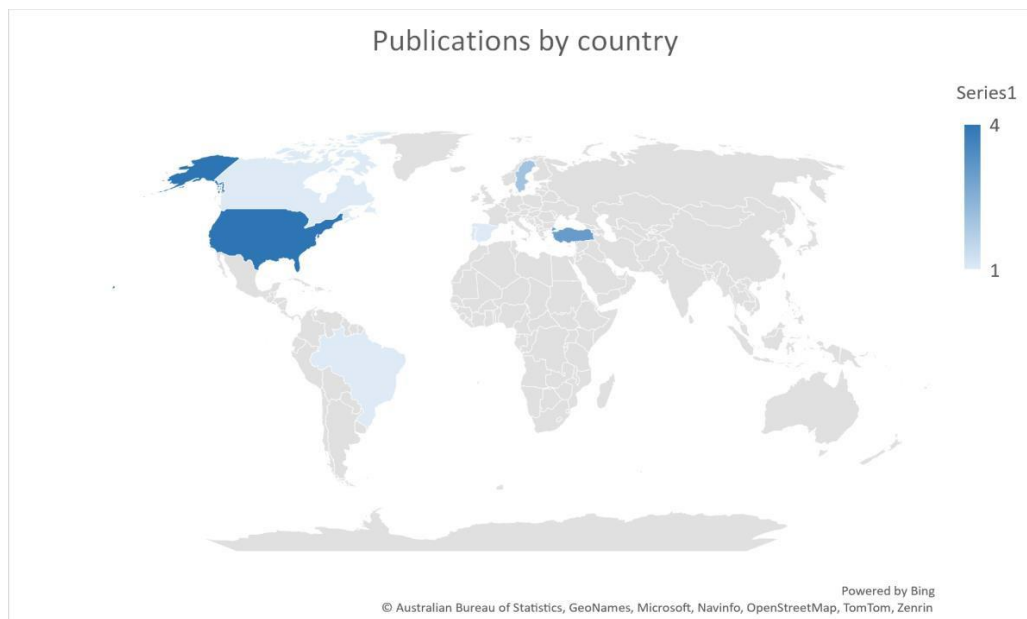 Publications by country
Series1
4
1
Powered by Bing
© Australian Bureau of Statistics, GeoNames, Microsoft, Navinfo, OpenStreetMap, TomTom, Zenrin